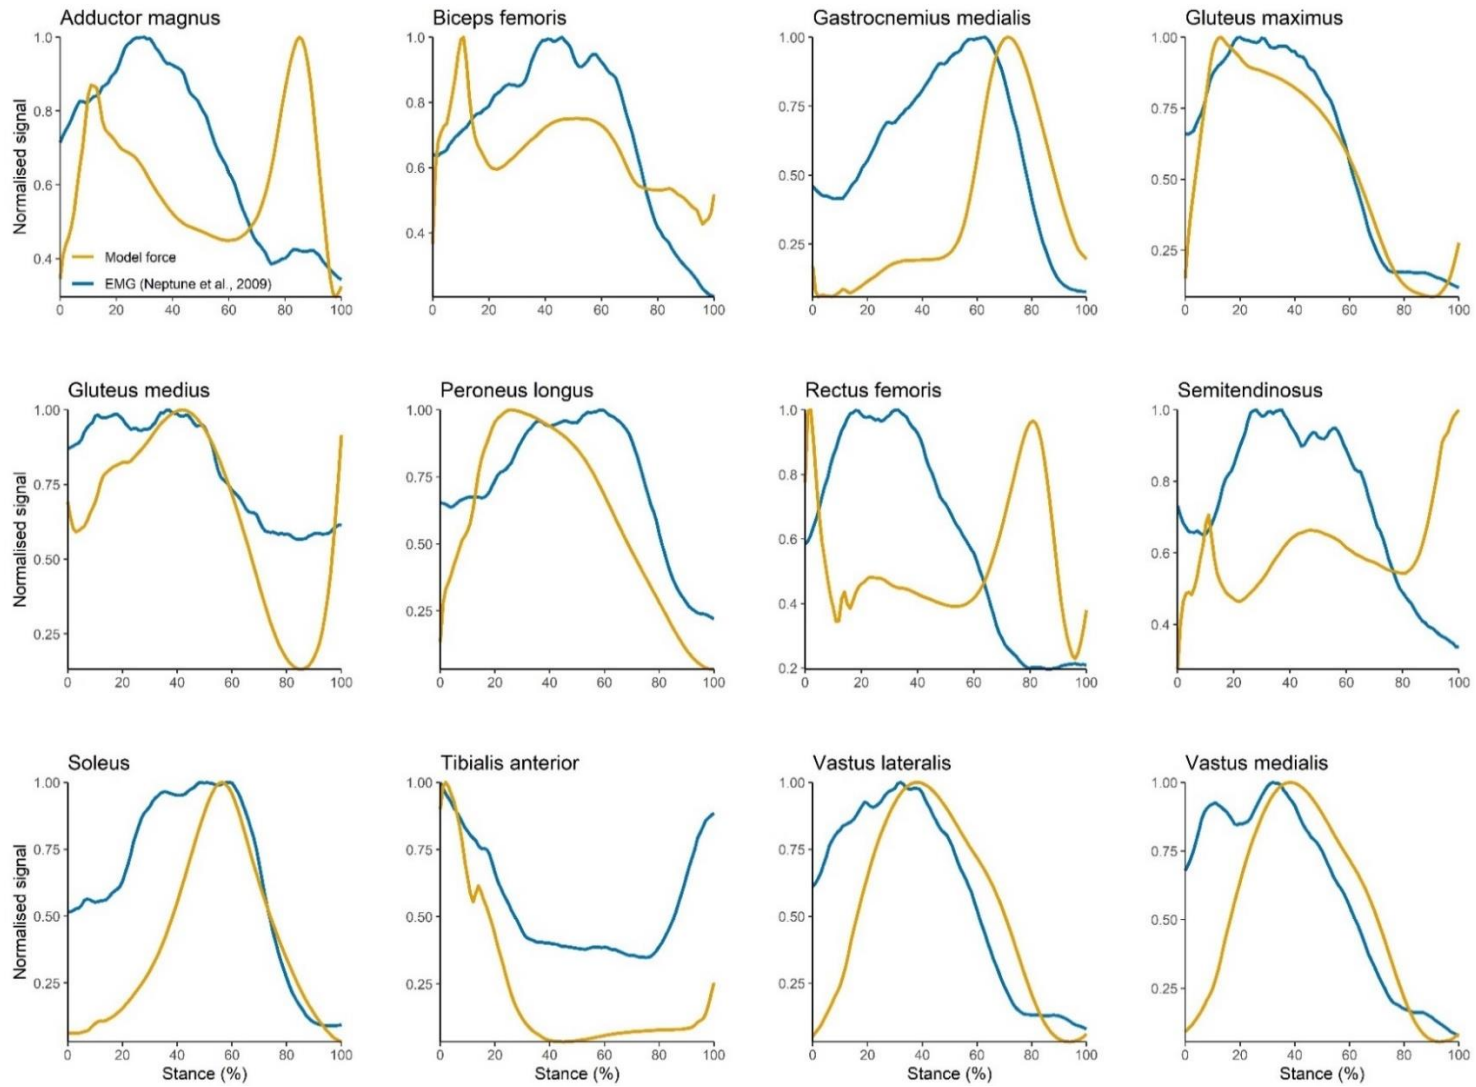 Adductor magnus
Normalised signal
1.0
0.8
0.6
0.4
Model force
EMG (Neptune et al., 2009)
0 20 40 60 80 100
Biceps femoris
1.0
0.8
0.6
0.4
0 20 40 60 80 100
Gastrocnemius medialis
1.00
0.75
0.50
0.25
0 20 40 60 80 100
Gluteus maximus
1.00
0.75
0.50
0.25
0 20 40 60 80 100
Gluteus medius
Normalised signal
1.00
0.75
0.50
0.25
0 20 40 60 80 100
Peroneus longus
1.00
0.75
0.50
0.25
0 20 40 60 80 100
Rectus femoris
1.0
0.8
0.6
0.4
0.2
0 20 40 60 80 100
Semitendinosus
1.0
0.8
0.6
0.4
0 20 40 60 80 100
Soleus
Normalised signal
1.00
0.75
0.50
0.25
0 20 40 60 80 100
Stance (%)
Tibialis anterior
1.00
0.75
0.50
0.25
0 20 40 60 80 100
Stance (%)
Vastus lateralis
1.00
0.75
0.50
0.25
0 20 40 60 80 100
Stance (%)
Vastus medialis
1.00
0.75
0.50
0.25
0 20 40 60 80 100
Stance (%)